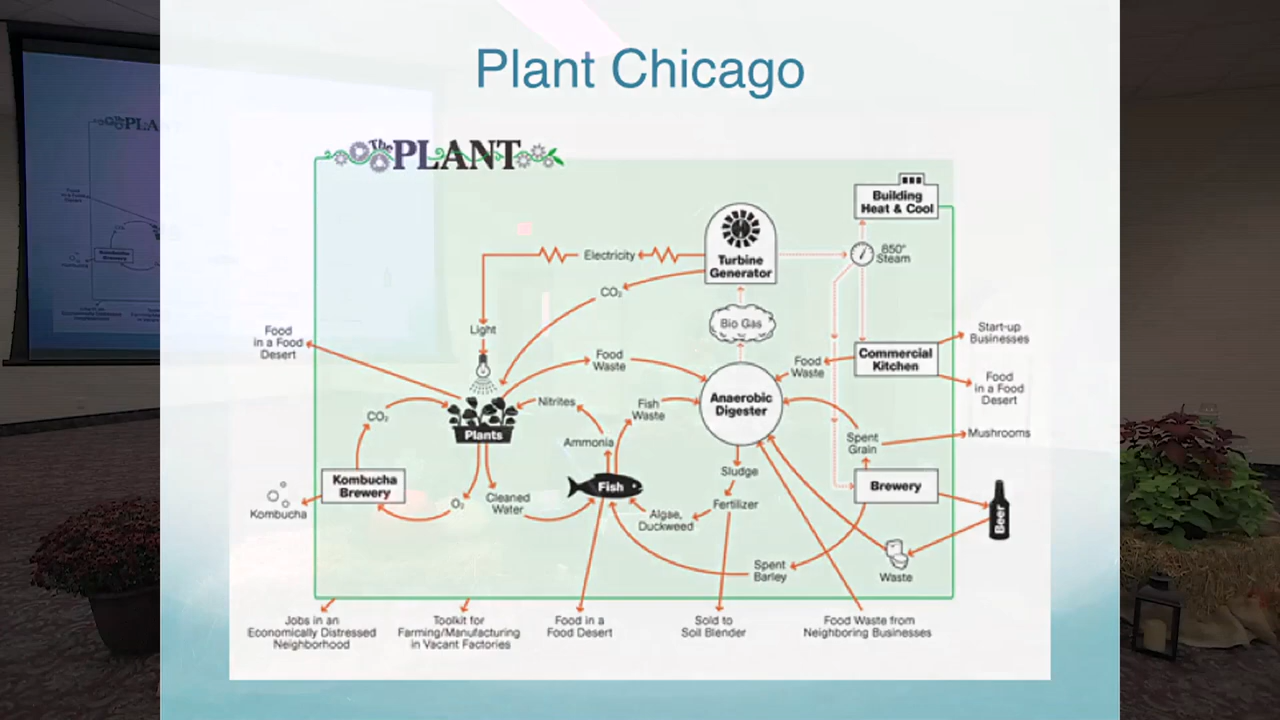 Plant Chicago
The PLANT
Building
Heat & Cool
850°
Steam
Turbine
Generator
Electricity
CO₂
Bio Gas
Light
Food
in a Food
Desert
Food
Waste
Food
Waste
Commercial
Kitchen
Start-up
Businesses
Food
in a Food
Desert
CO₂
Plants
Nitrites
Fish
Waste
Anaerobic
Digester
Ammonia
Spent
Grain
Mushrooms
Kombucha
Brewery
Kombucha
O₂
Cleaned
Water
Fish
Sludge
Fertilizer
Algae,
Duckweed
Brewery
Beer
Spent
Barley
Waste
Jobs in an
Economically Distressed
Neighborhood
Toolkit for
Farming/Manufacturing
in Vacant Factories
Food in a
Food Desert
Sold to
Soil Blender
Food Waste from
Neighboring Businesses